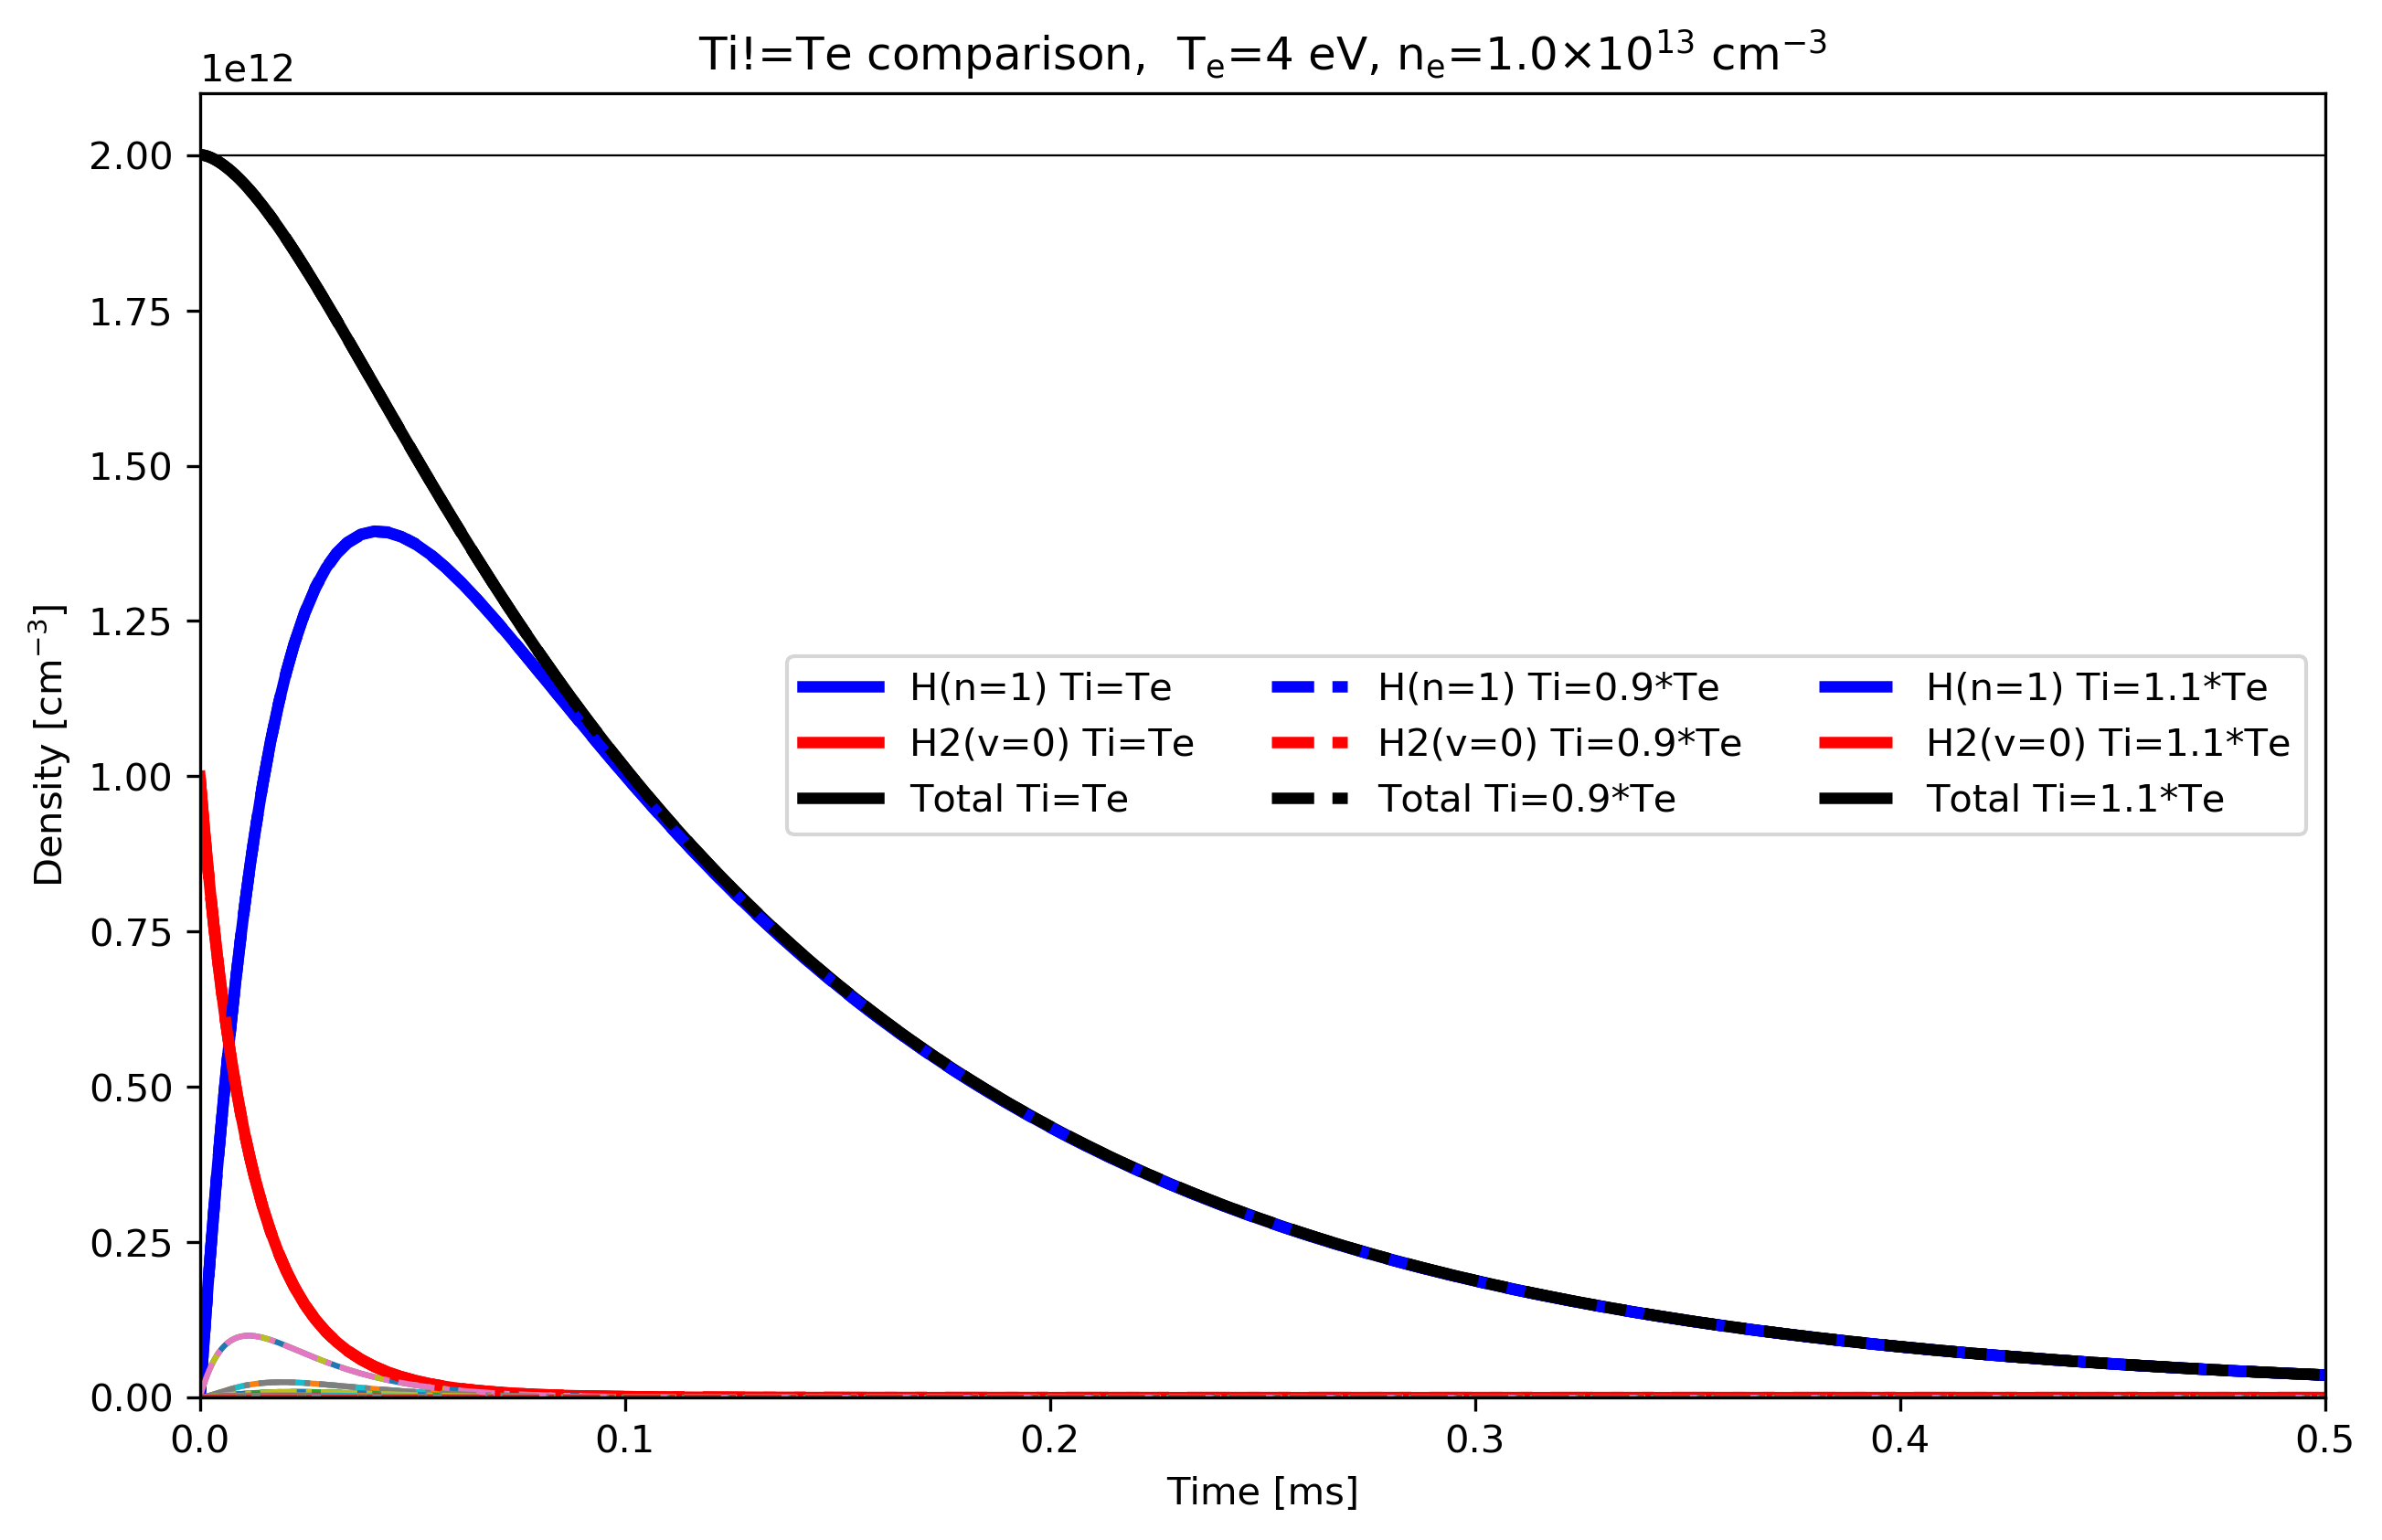 Ti!=Te comparison,  Tₑ=4 eV, nₑ=1.0×10¹³ cm⁻³
1e12
2.00
1.75
1.50
1.25
1.00
0.75
0.50
0.25
0.00
Density [cm⁻³]
H(n=1) Ti=Te
H2(v=0) Ti=Te
Total Ti=Te
H(n=1) Ti=0.9*Te
H2(v=0) Ti=0.9*Te
Total Ti=0.9*Te
H(n=1) Ti=1.1*Te
H2(v=0) Ti=1.1*Te
Total Ti=1.1*Te
0.0 0.1 0.2 0.3 0.4 0.5
Time [ms]